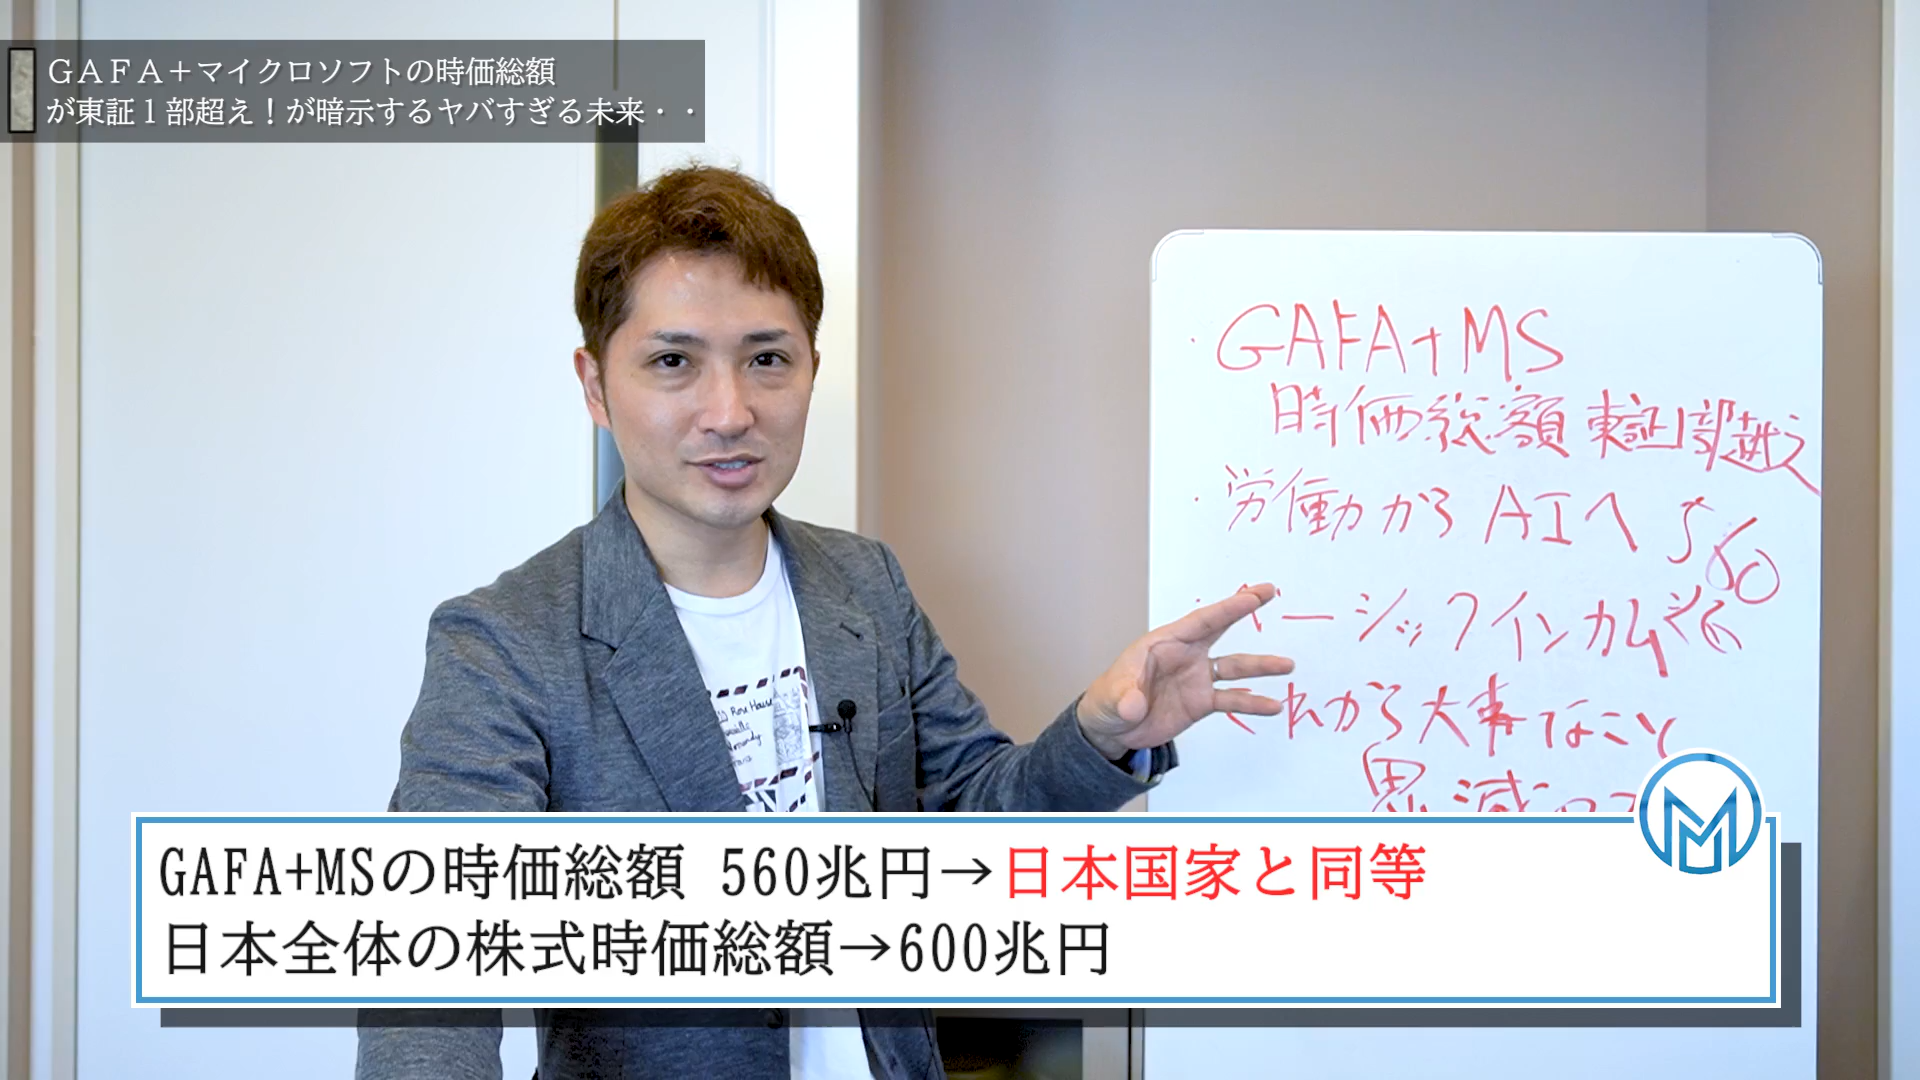 GAFA+マイクロソフトの時価総額
が東証１部超え！が暗示するヤバすぎる未来・・
・GAFA+MS
時価総額 東証1部越え
・労働力からAIへ 560
ベーシックインカム
これから大事なこと
Rose House
GAFA+MSの時価総額 560兆円→日本国家と同等
日本全体の株式時価総額→600兆円